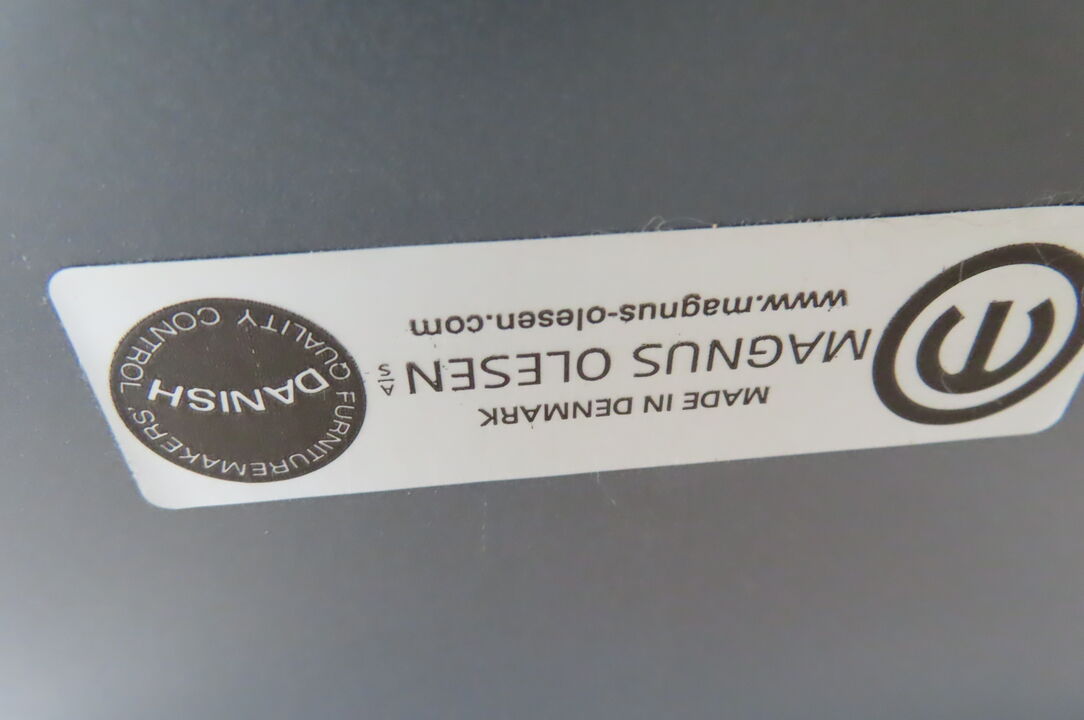 MADE IN DENMARK
MAGNUS OLESEN A/S
www.magnus-olesen.com
DANISH
FURNITUREMAKERS'
QUALITY CONTROL